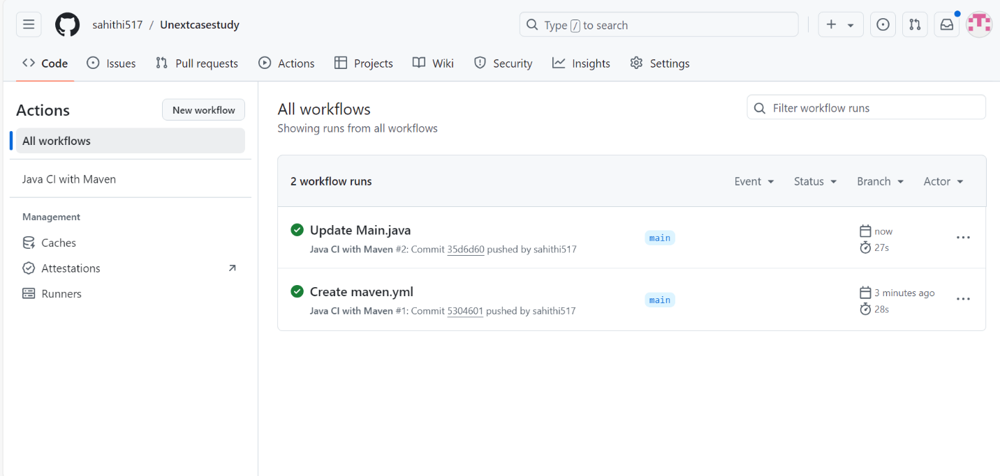 sahithi517 / Unextcasestudy
Type / to search
Code Issues Pull requests Actions Projects Wiki Security Insights Settings
Actions
New workflow
All workflows
Java CI with Maven
Management
Caches
Attestations
Runners
All workflows
Showing runs from all workflows
Filter workflow runs
2 workflow runs
Event Status Branch Actor
Update Main.java
Java CI with Maven #2: Commit 35d6d60 pushed by sahithi517
main
now
27s
Create maven.yml
Java CI with Maven #1: Commit 5304601 pushed by sahithi517
main
3 minutes ago
28s